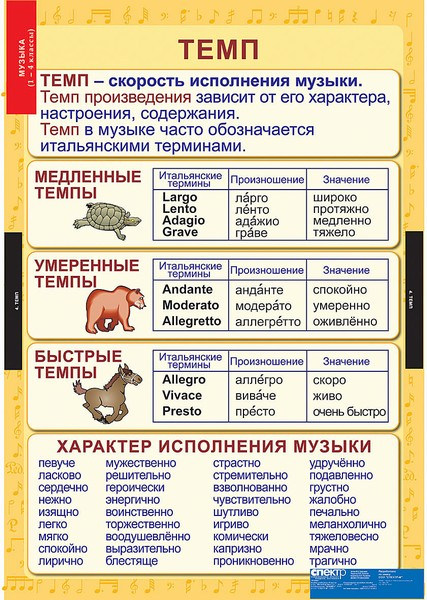 МУЗЫКА
(1 – 4 классы)
ТЕМП
ТЕМП – скорость исполнения музыки.
Темп произведения зависит от его характера,
настроения, содержания.
Темп в музыке часто обозначается
итальянскими терминами.
МЕДЛЕННЫЕ
ТЕМПЫ
Итальянские термины Произношение Значение
Largo ла́рго широко
Lento ле́нто протяжно
Adagio ада́жио медленно
Grave гра́ве тяжело
4. ТЕМП
4. ТЕМП
УМЕРЕННЫЕ
ТЕМПЫ
Итальянские термины Произношение Значение
Andante анда́нте спокойно
Moderato модера́то умеренно
Allegretto аллегре́тто оживлённо
БЫСТРЫЕ
ТЕМПЫ
Итальянские термины Произношение Значение
Allegro алле́гро скоро
Vivace вива́че живо
Presto пре́сто очень быстро
ХАРАКТЕР ИСПОЛНЕНИЯ МУЗЫКИ
певуче мужественно страстно удручённо
ласково решительно стремительно подавленно
сердечно героически взволнованно грустно
нежно энергично чувствительно жалобно
изящно воинственно шутливо печально
легко торжественно игриво меланхолично
мягко воодушевлённо комически тяжеловесно
спокойно выразительно капризно мрачно
лирично блестяще проникновенно трагично
спектр